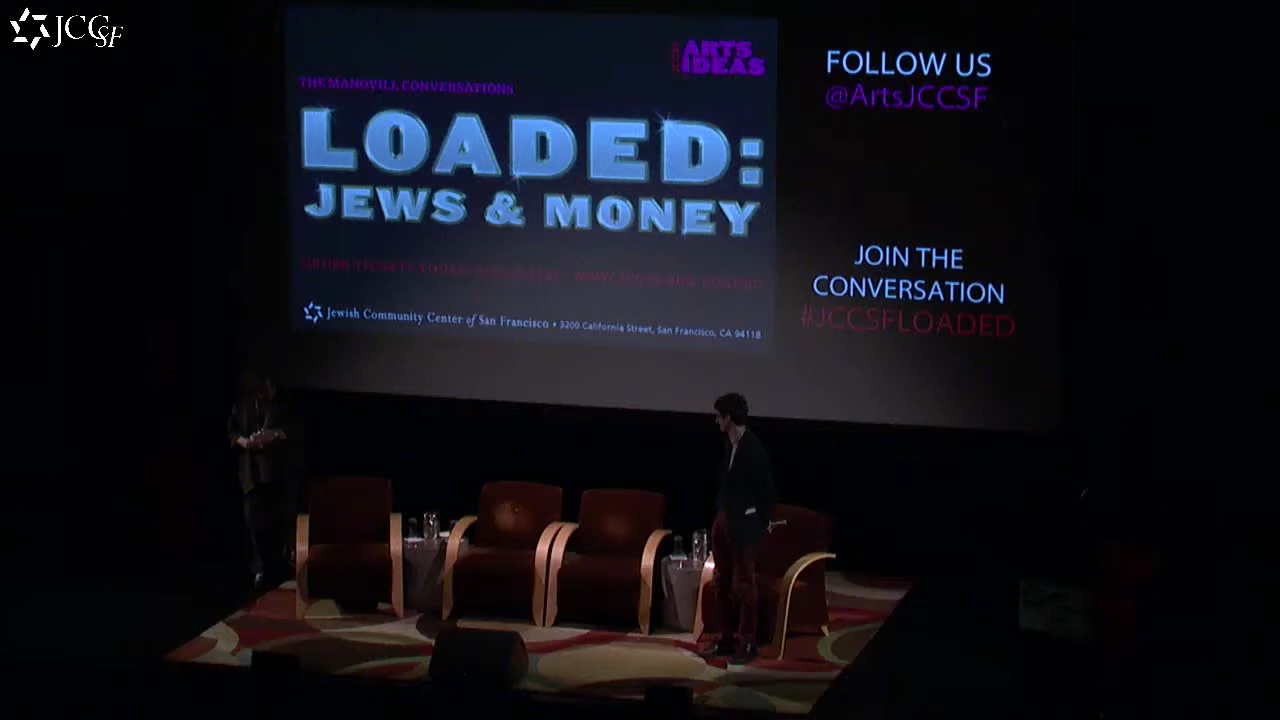 JCCSF
ARTS
IDEAS
THE MANOVILL CONVERSATIONS
LOADED:
JEWS & MONEY
Jewish Community Center of San Francisco • 3200 California Street, San Francisco, CA 94118
FOLLOW US
@ArtsJCCSF
JOIN THE
CONVERSATION
#JCCSFLOADED